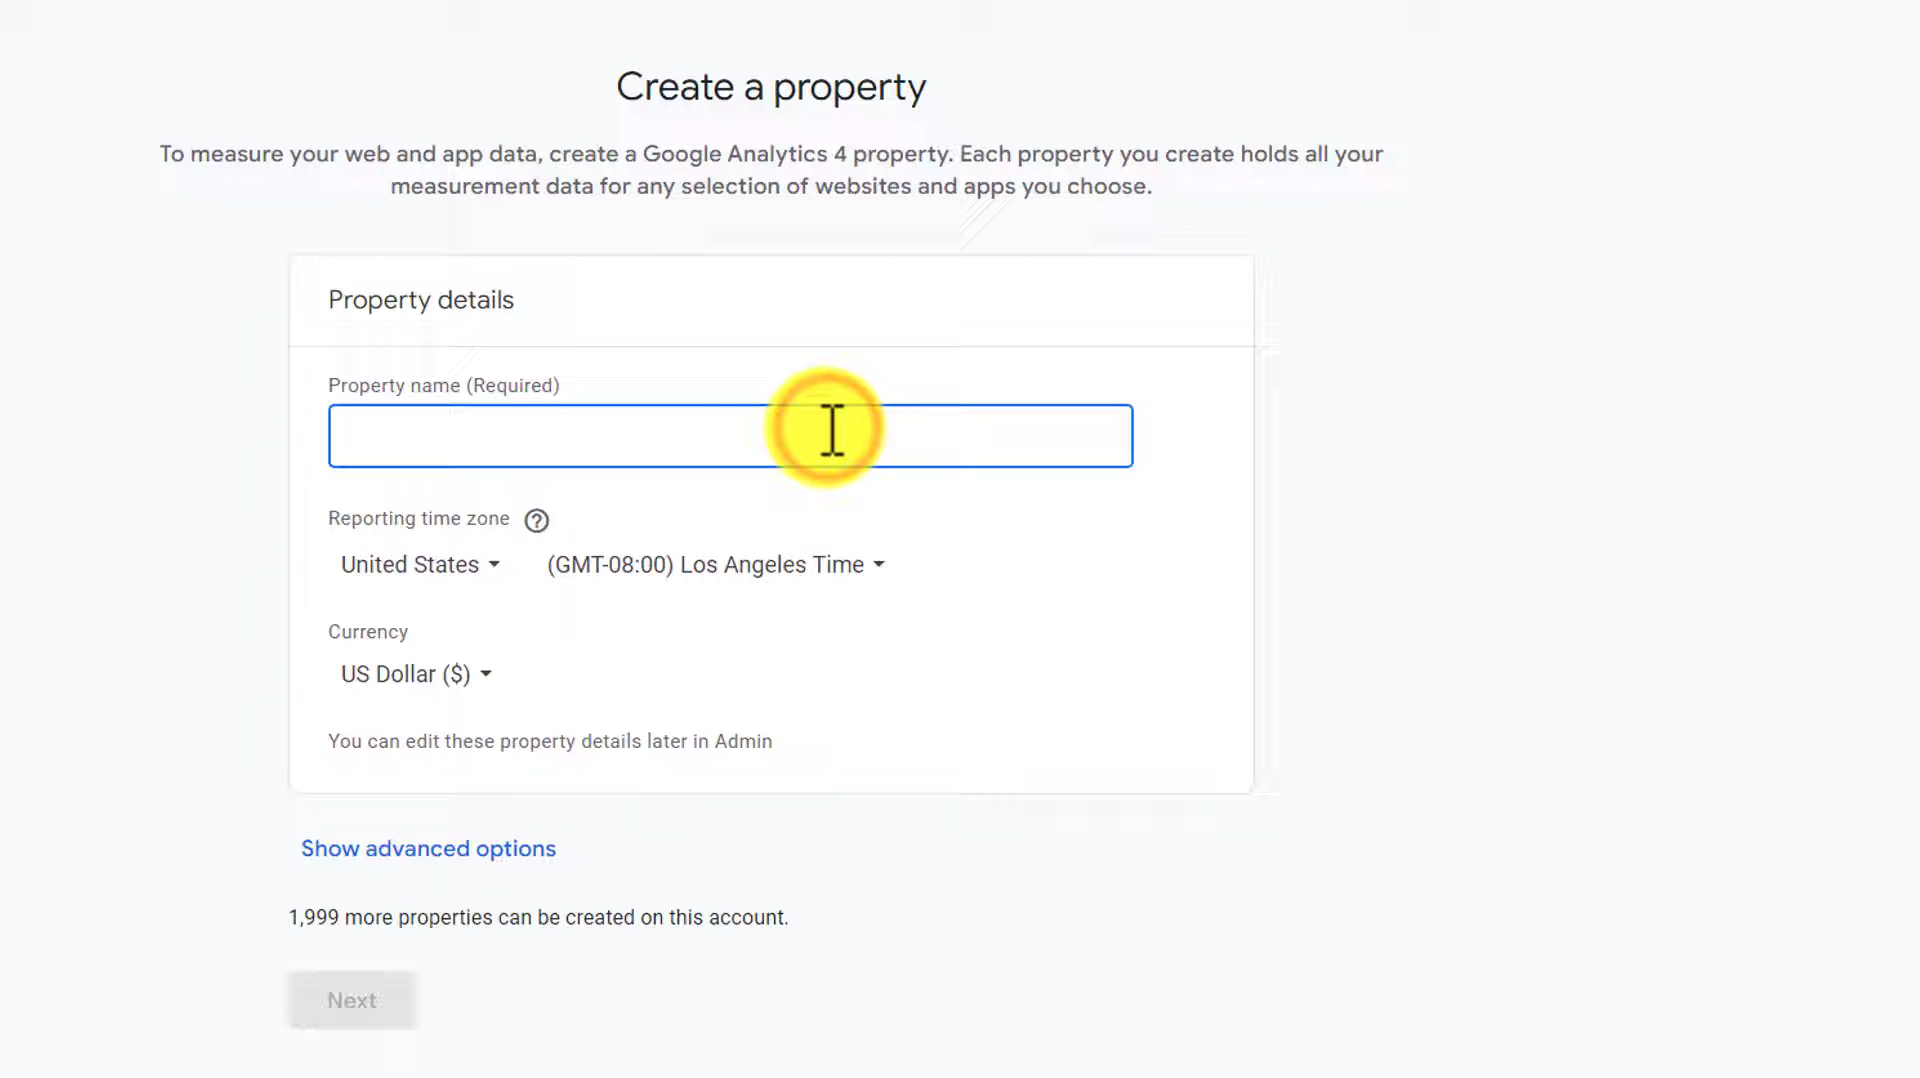 Create a property
To measure your web and app data, create a Google Analytics 4 property. Each property you create holds all your
measurement data for any selection of websites and apps you choose.
Property details
Property name (Required)
Reporting time zone
United States
(GMT-08:00) Los Angeles Time
Currency
US Dollar ($)
You can edit these property details later in Admin
Show advanced options
1,999 more properties can be created on this account.
Next